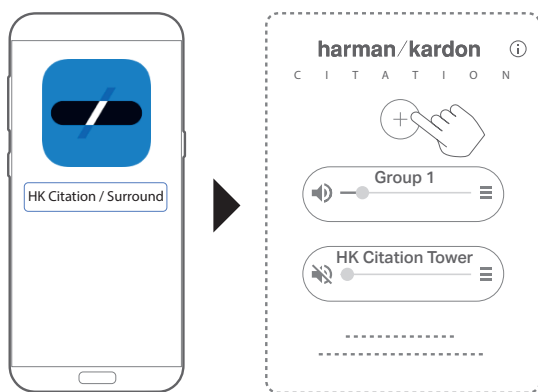 HK Citation / Surround
harman/kardon
CITATION
Group 1
HK Citation Tower